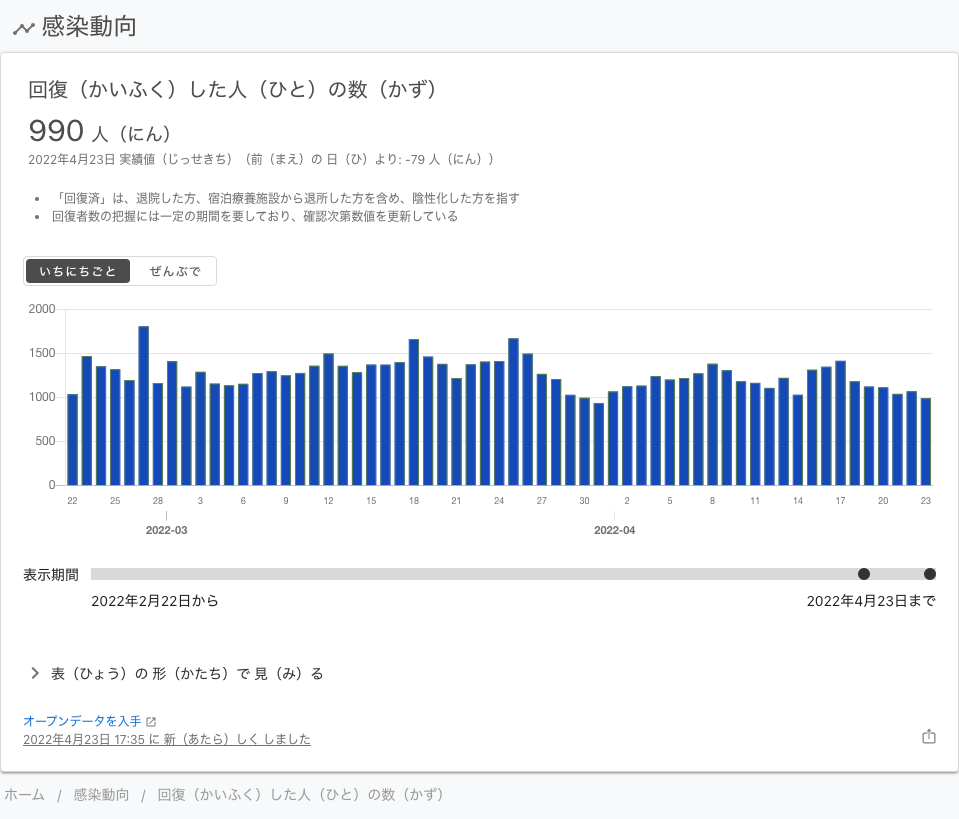 感染動向
回復（かいふく）した人（ひと）の数（かず）
990 人（にん）
2022年4月23日 実績値（じっせきち）（前（まえ）の 日（ひ）より: -79 人（にん））
「回復済」は、退院した方、宿泊療養施設から退所した方を含め、陰性化した方を指す
回復者数の把握には一定の期間を要しており、確認次第数値を更新している
いちにちごと ぜんぶで
2000
1500
1000
500
0
22 25 28 3 6 9 12 15 18 21 24 27 30 2 5 8 11 14 17 20 23
2022-03 2022-04
表示期間
2022年2月22日から 2022年4月23日まで
表（ひょう）の 形（かたち）で 見（み）る
オープンデータを入手
2022年4月23日 17:35 に 新（あたら）しく しました
ホーム / 感染動向 / 回復（かいふく）した人（ひと）の数（かず）